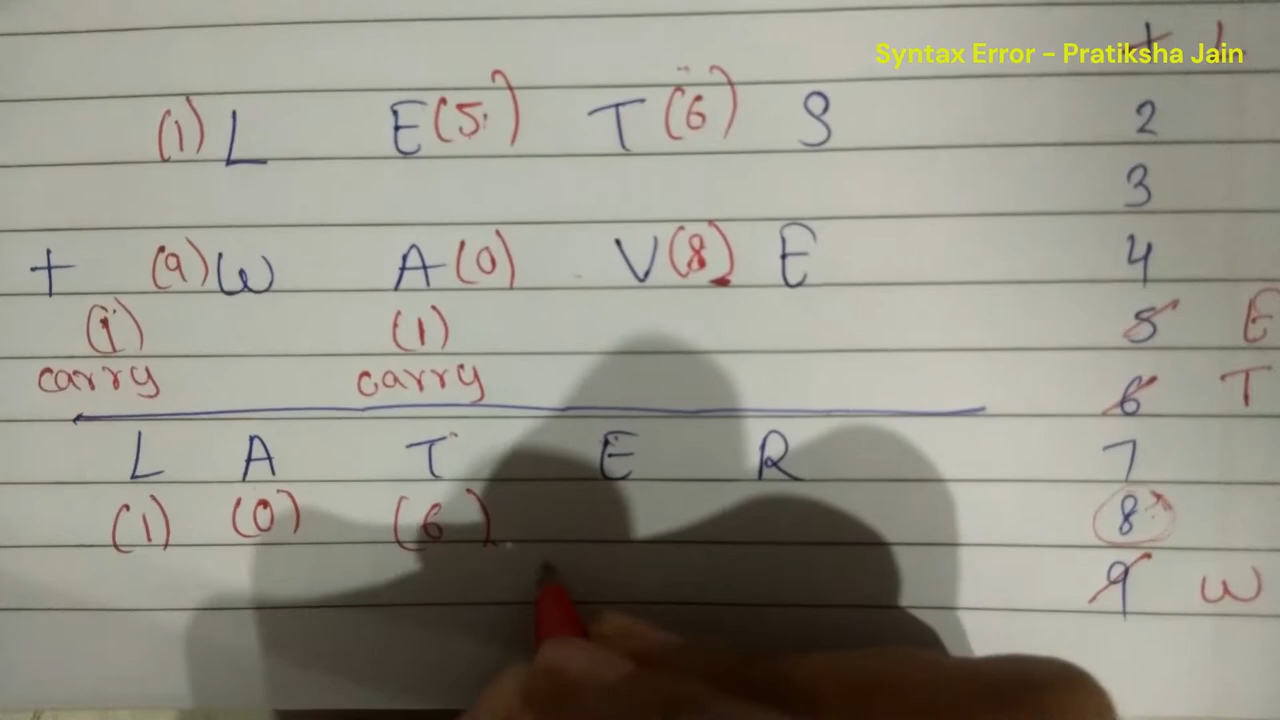 Syntax Error - Pratiksha Jain
1 L
(1) L E (5) T (6) S 2
3
+ (9) W A (0) V (8) E 4
(1) (1) 5 E
carry carry 6 T
L A T E R 7
(1) (0) (6) 8
9 W